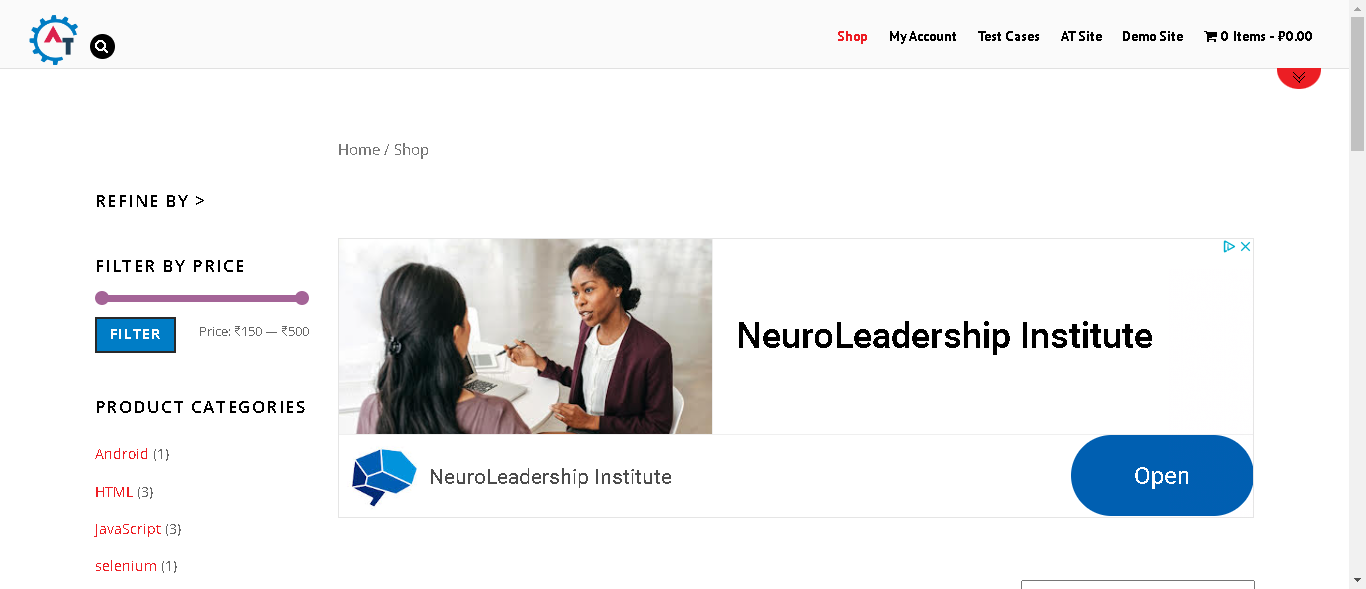 AT
Shop
My Account
Test Cases
AT Site
Demo Site
0 Items - ₽0.00
Home / Shop
REFINE BY >
FILTER BY PRICE
FILTER
Price: ₹150 — ₹500
PRODUCT CATEGORIES
Android (1)
HTML (3)
JavaScript (3)
selenium (1)
NeuroLeadership Institute
NeuroLeadership Institute
Open